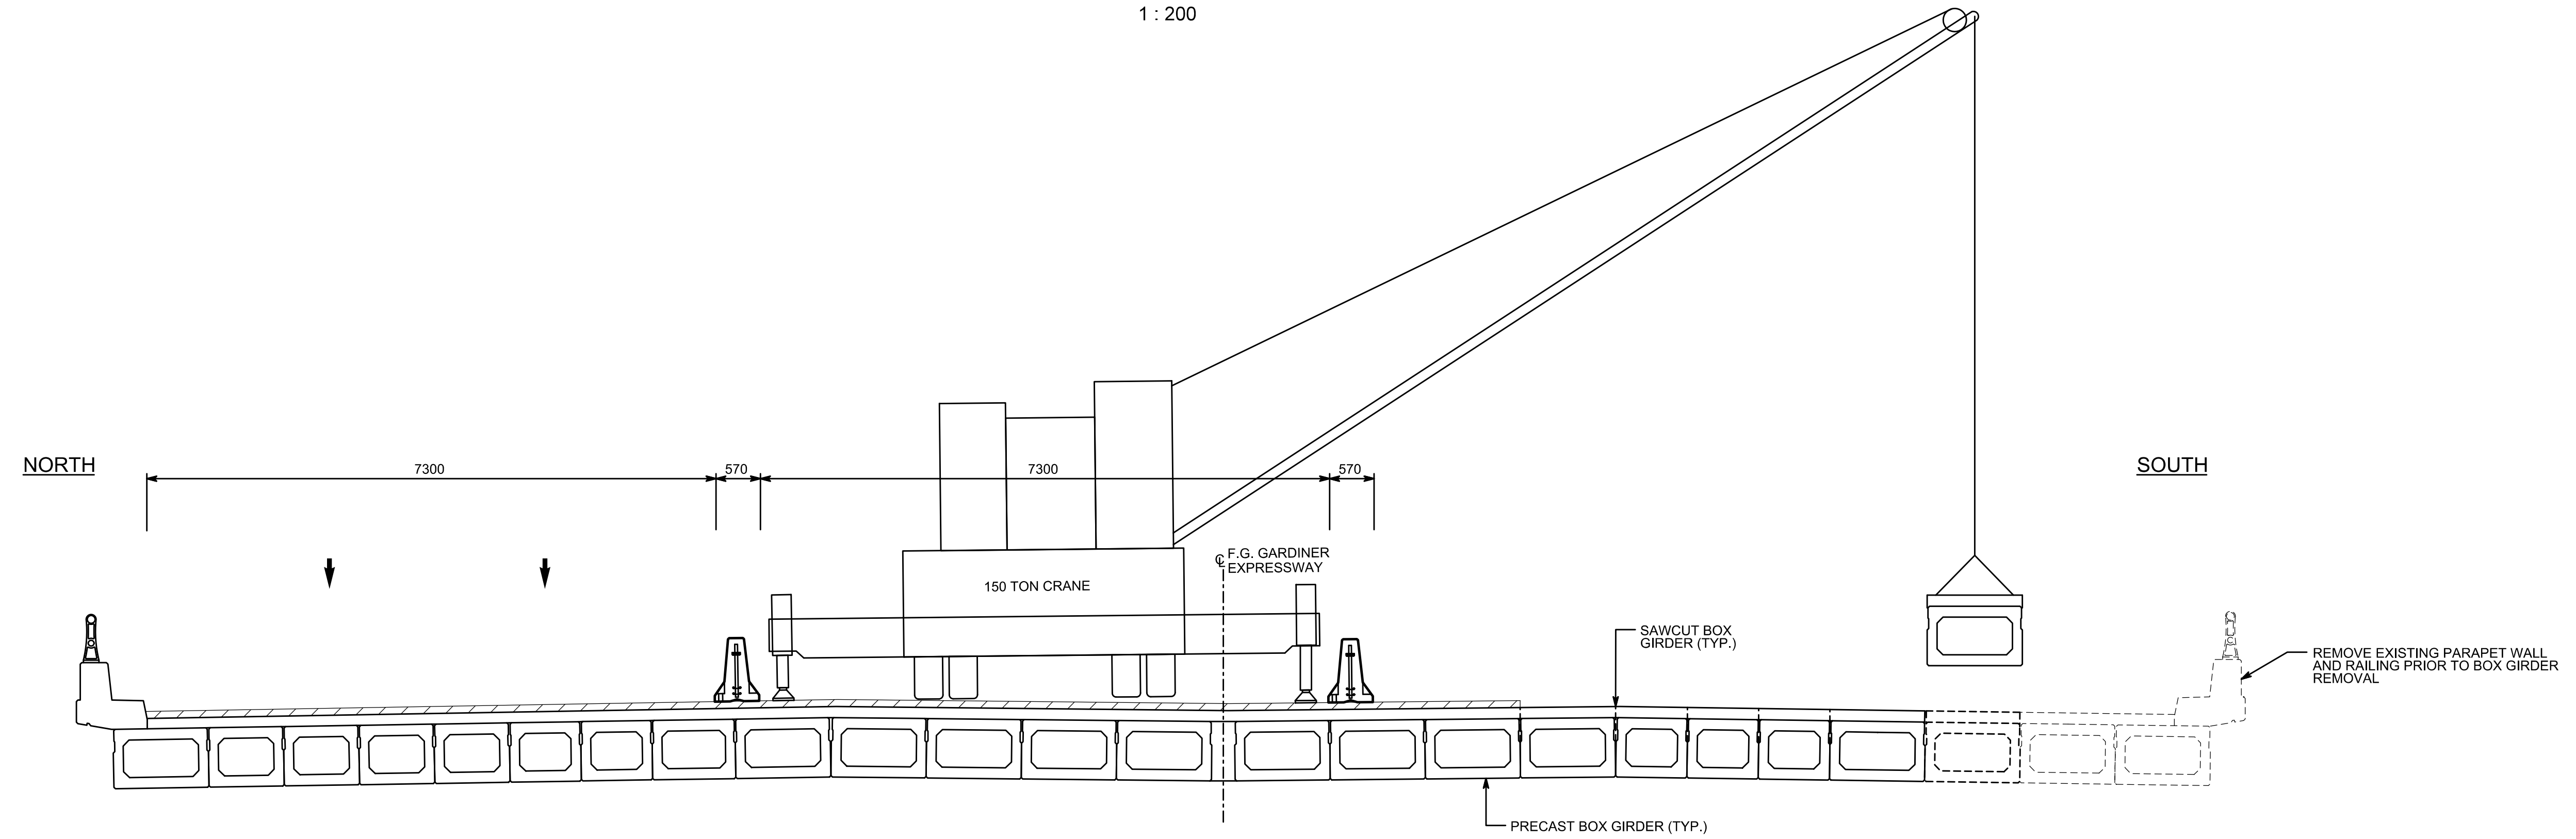 1 : 200
NORTH
7300
570
7300
570
SOUTH
℄ F.G. GARDINER
EXPRESSWAY
150 TON CRANE
SAWCUT BOX
GIRDER (TYP.)
REMOVE EXISTING PARAPET WALL
AND RAILING PRIOR TO BOX GIRDER
REMOVAL
PRECAST BOX GIRDER (TYP.)